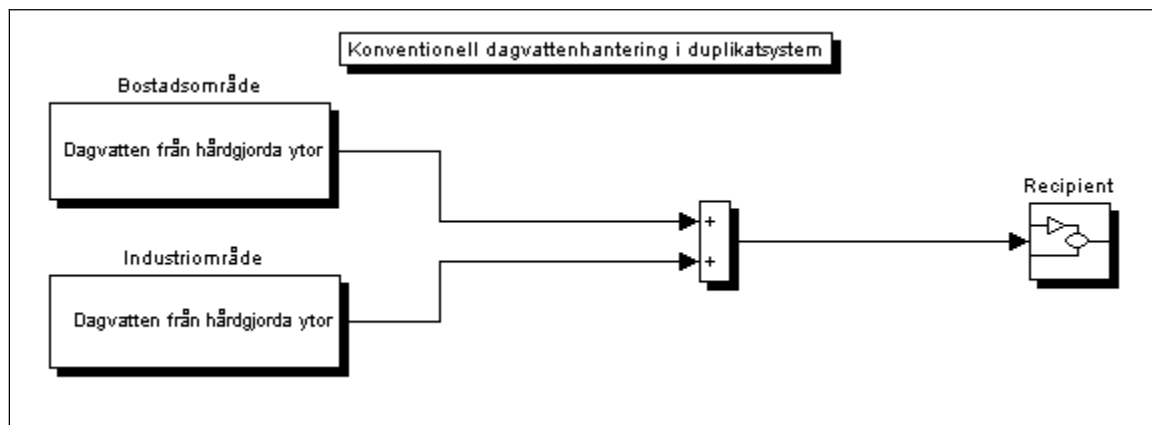 Konventionell dagvattenhantering i duplikatsystem
Bostadsområde
Dagvatten från hårdgjorda ytor
Industriområde
Dagvatten från hårdgjorda ytor
+
+
Recipient